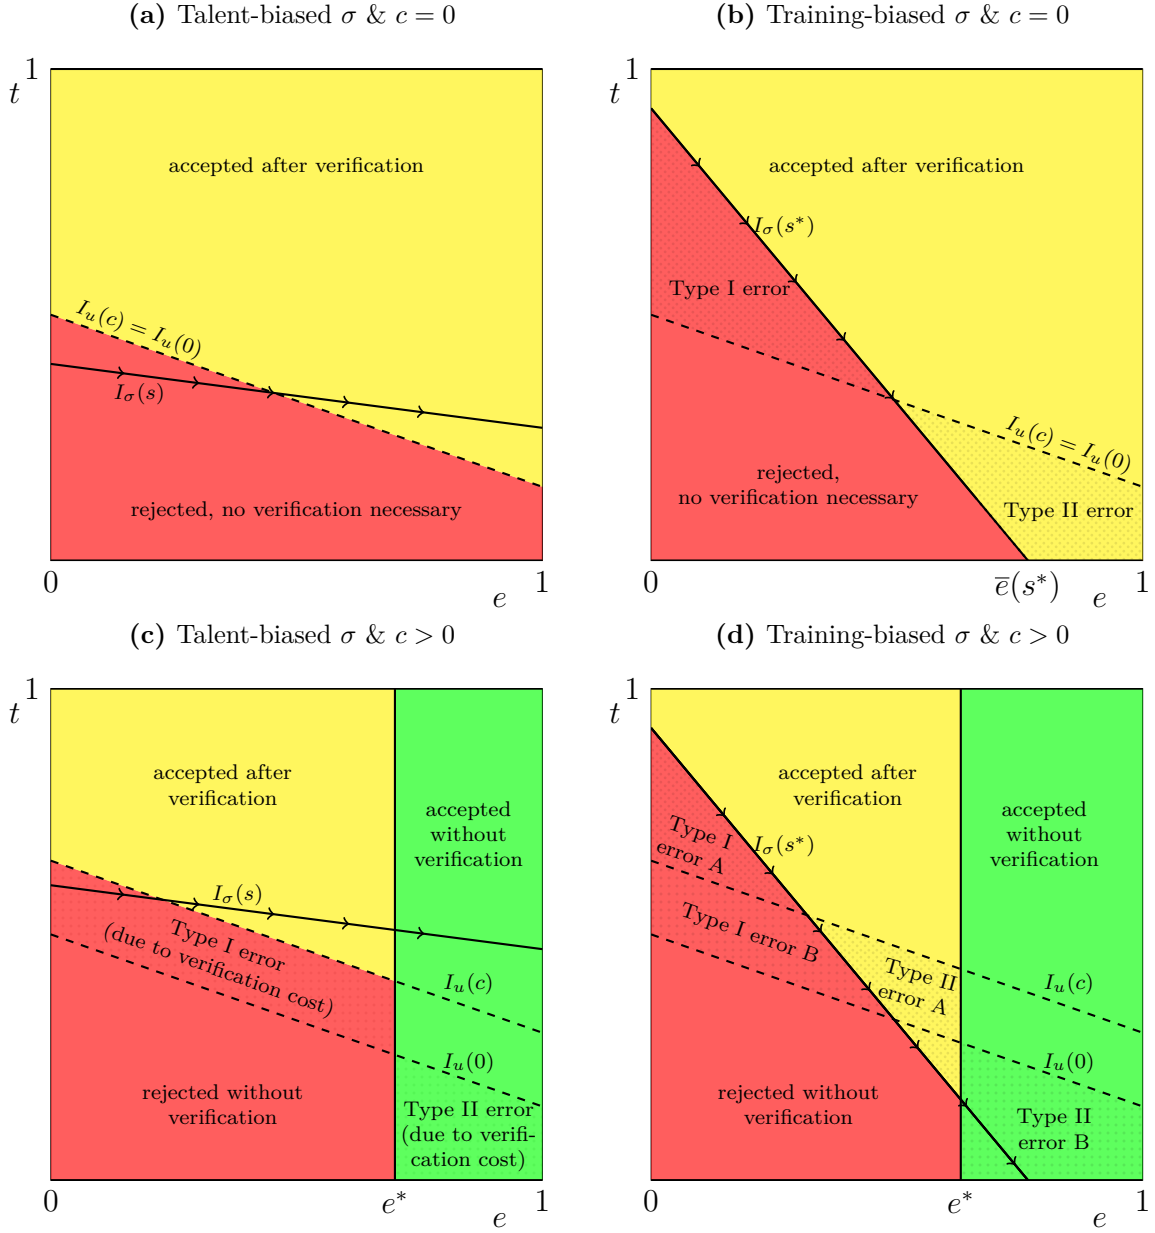 (a) Talent-biased σ & c = 0
1
t
accepted after verification
I_u(c) = I_u(0)
I_σ(s)
rejected, no verification necessary
0
e
1
(b) Training-biased σ & c = 0
1
t
accepted after verification
I_σ(s*)
Type I error
I_u(c) = I_u(0)
rejected,
no verification necessary
Type II error
0
e̅(s*)
e
1
(c) Talent-biased σ & c > 0
1
t
accepted after
verification
accepted
without
verification
I_σ(s)
Type I error
(due to verification cost)
I_u(c)
I_u(0)
rejected without
verification
Type II error
(due to verifi-
cation cost)
0
e*
e
1
(d) Training-biased σ & c > 0
1
t
accepted after
verification
accepted
without
verification
Type I
error A
I_σ(s*)
Type I error B
Type II
error A
I_u(c)
I_u(0)
rejected without
verification
Type II
error B
0
e*
e
1